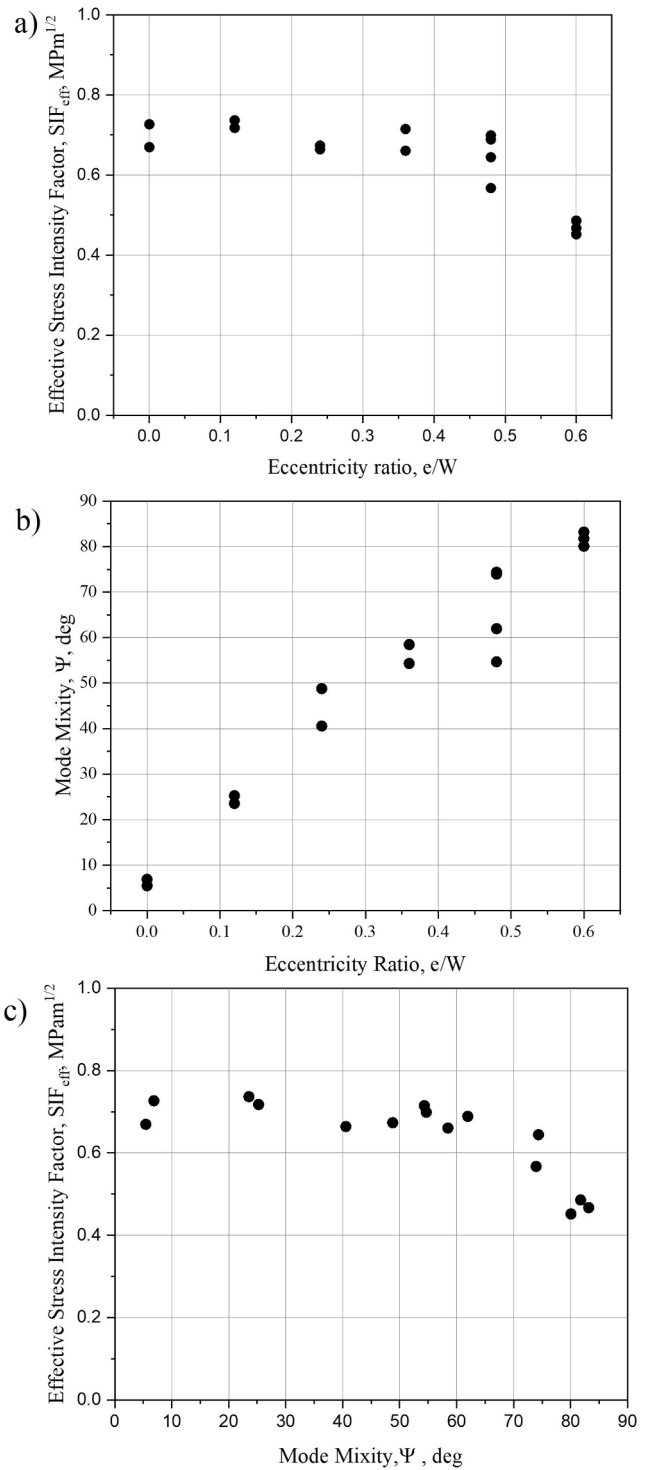 a)
Effective Stress Intensity Factor, SIFeff, MPm1/2
1.0
0.8
0.6
0.4
0.2
0.0
0.0 0.1 0.2 0.3 0.4 0.5 0.6
Eccentricity ratio, e/W
b)
Mode Mixity, Ψ, deg
90
80
70
60
50
40
30
20
10
0
0.0 0.1 0.2 0.3 0.4 0.5 0.6
Eccentricity Ratio, e/W
c)
Effective Stress Intensity Factor, SIFeff, MPam1/2
1.0
0.8
0.6
0.4
0.2
0.0
0 10 20 30 40 50 60 70 80 90
Mode Mixity,Ψ , deg